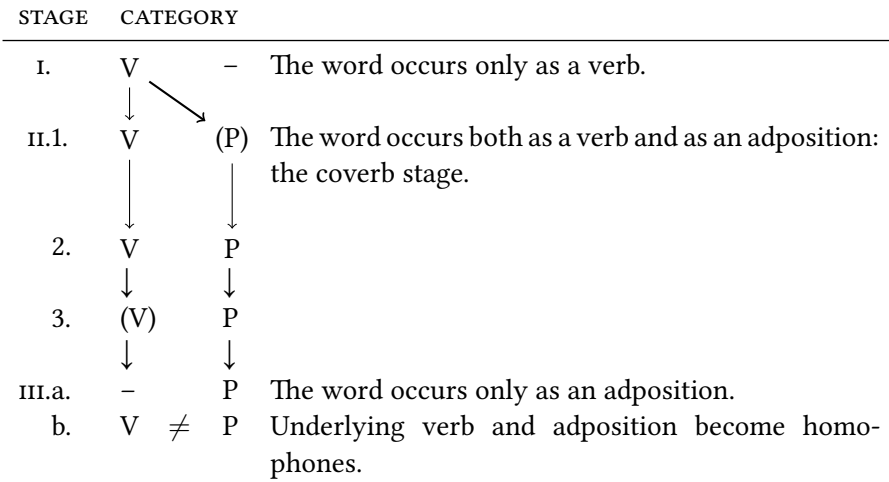 STAGE CATEGORY
I. V – The word occurs only as a verb.
II.1. V (P) The word occurs both as a verb and as an adposition:
the coverb stage.
2. V P
3. (V) P
III.a. – P The word occurs only as an adposition.
b. V ≠ P Underlying verb and adposition become homo-
phones.